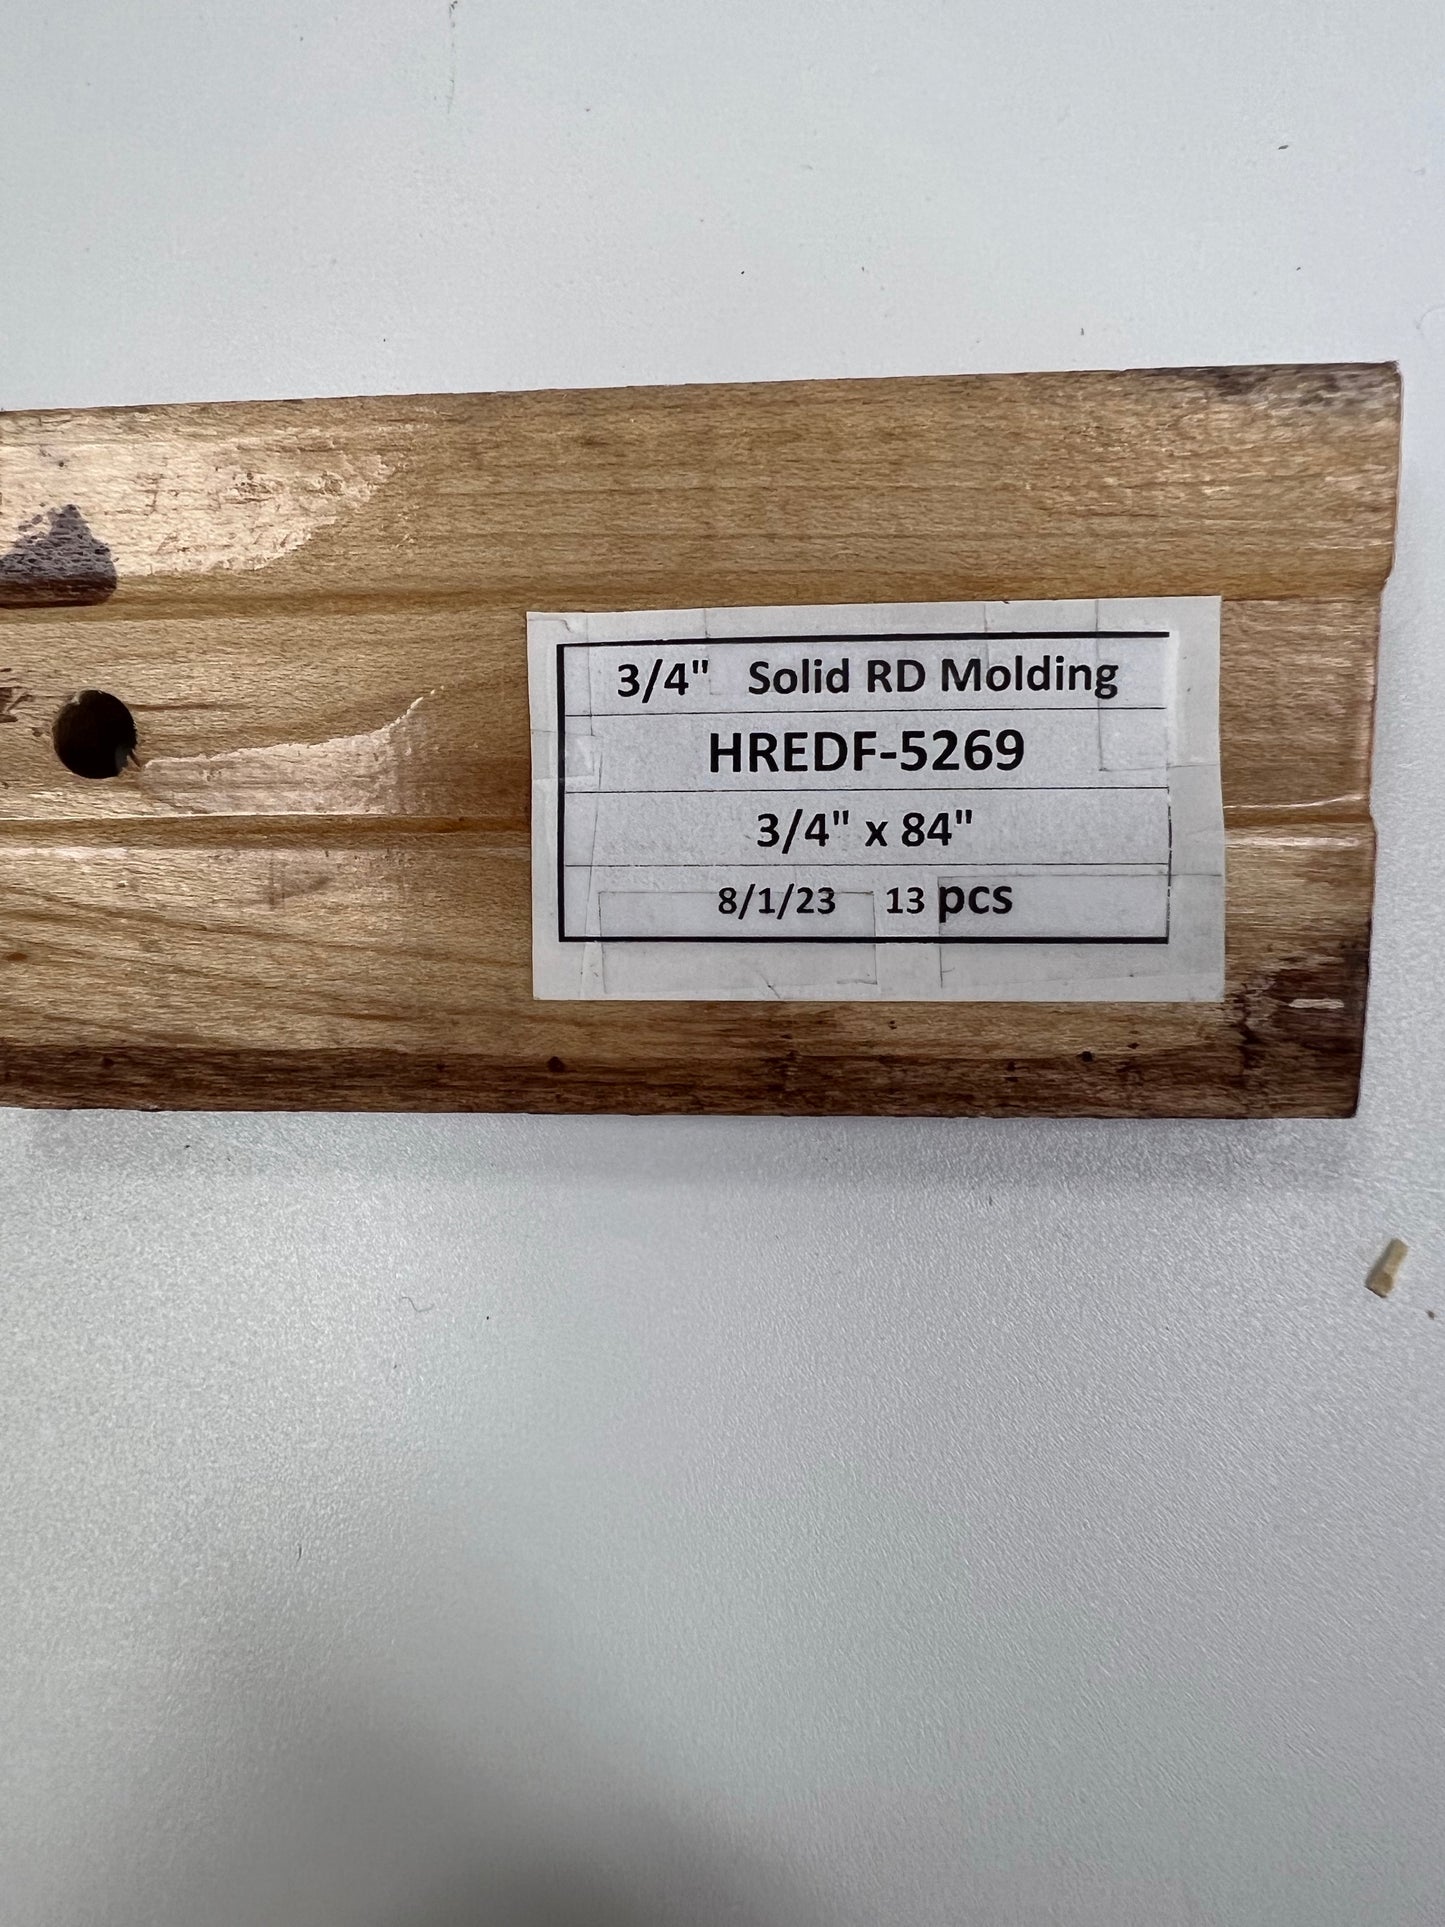 3/4" Solid RD Molding
HREDF-5269
3/4" x 84"
8/1/23 13 pcs